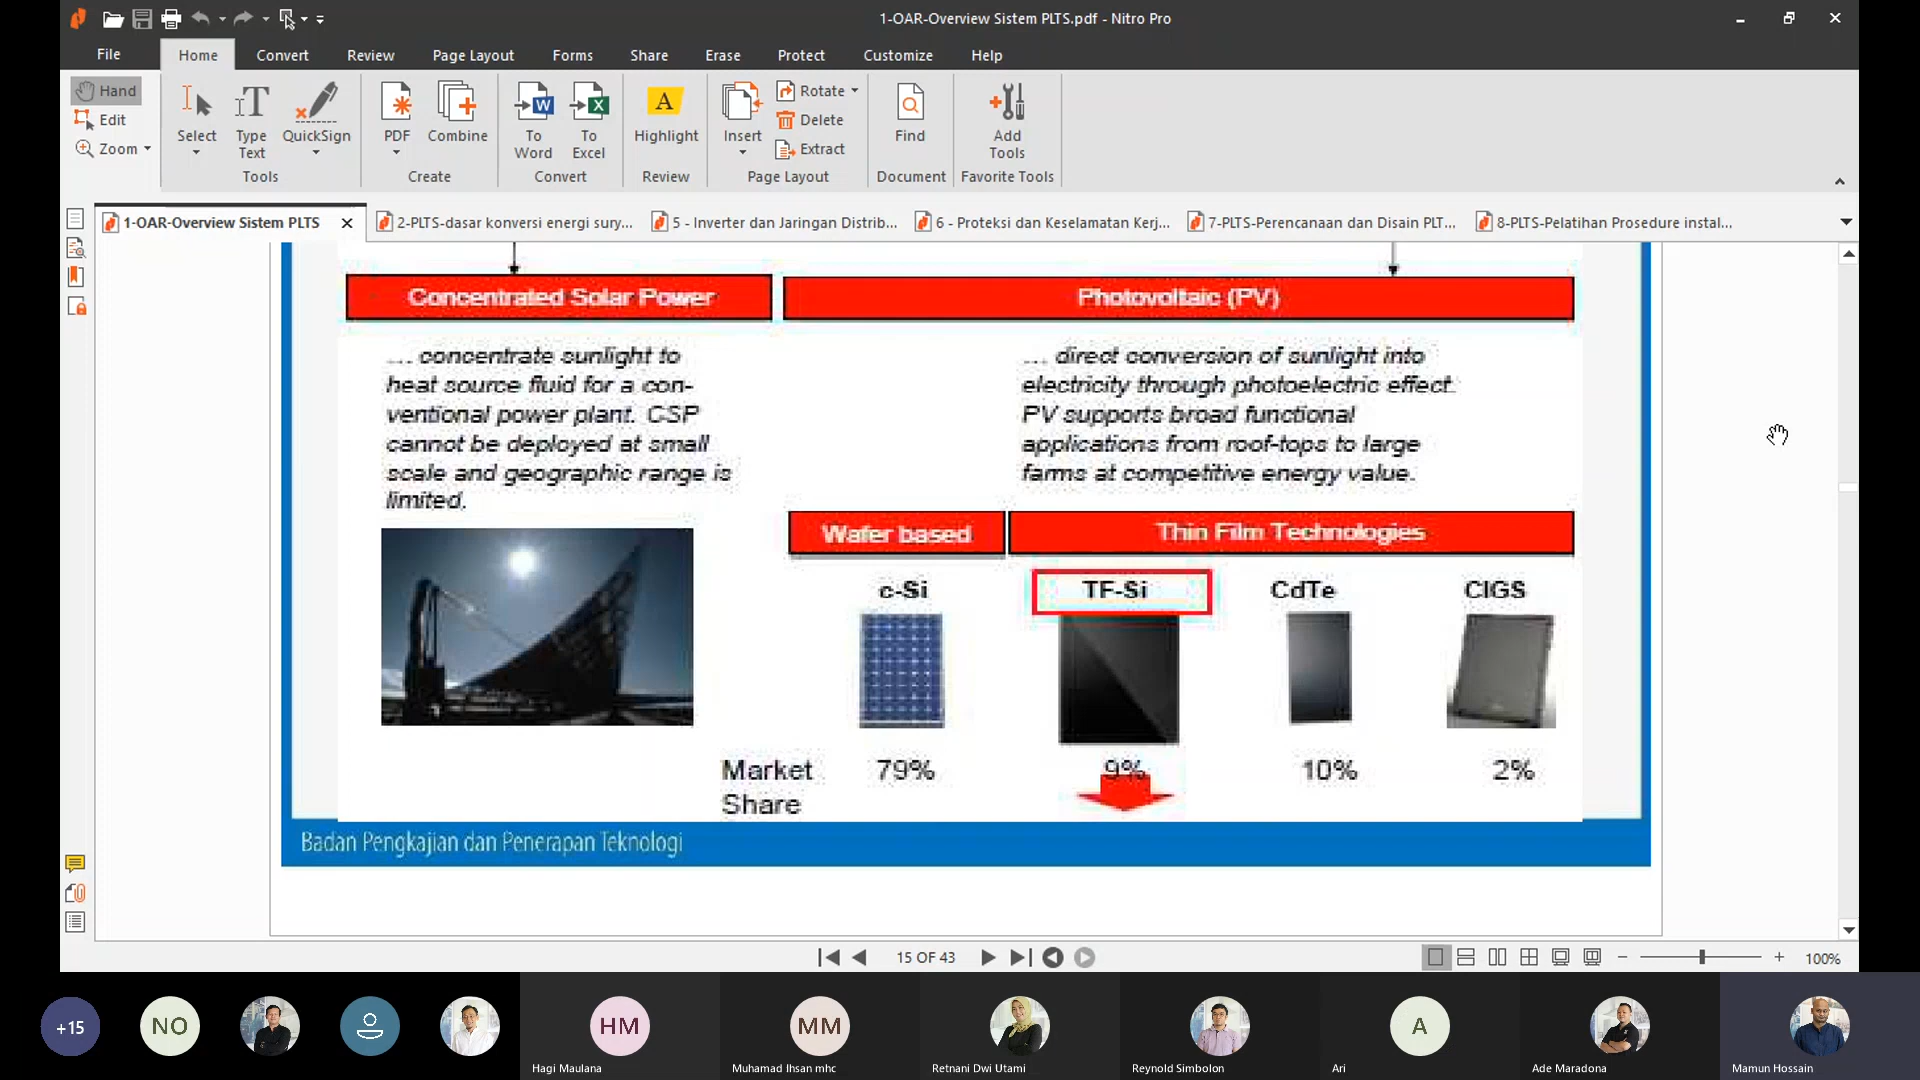 1-OAR-Overview Sistem PLTS.pdf - Nitro Pro
File
Home
Convert
Review
Page Layout
Forms
Share
Erase
Protect
Customize
Help
Hand
Edit
Zoom
Select
Type
Text
QuickSign
Tools
PDF
Combine
Create
To
Word
To
Excel
Convert
Highlight
Review
Insert
Rotate
Delete
Extract
Page Layout
Find
Document
Add
Tools
Favorite Tools
1-OAR-Overview Sistem PLTS
2-PLTS-dasar konversi energi sury...
5 - Inverter dan Jaringan Distrib...
6 - Proteksi dan Keselamatan Kerj...
7-PLTS-Perencanaan dan Disain PLT...
8-PLTS-Pelatihan Prosedure instal...
Concentrated Solar Power
... concentrate sunlight to
heat source fluid for a con-
ventional power plant. CSP
cannot be deployed at small
scale and geographic range is
limited.
Photovoltaic (PV)
... direct conversion of sunlight into
electricity through photoelectric effect.
PV supports broad functional
applications from roof-tops to large
farms at competitive energy value.
Wafer based
Thin Film Technologies
c-Si
TF-Si
CdTe
CIGS
Market
Share
79%
9%
10%
2%
Badan Pengkajian dan Penerapan Teknologi
15 OF 43
100%
+15
NO
HM
Hagi Maulana
MM
Muhamad Ihsan mhc
Retnani Dwi Utami
Reynold Simbolon
A
Ari
Ade Maradona
Mamun Hossain